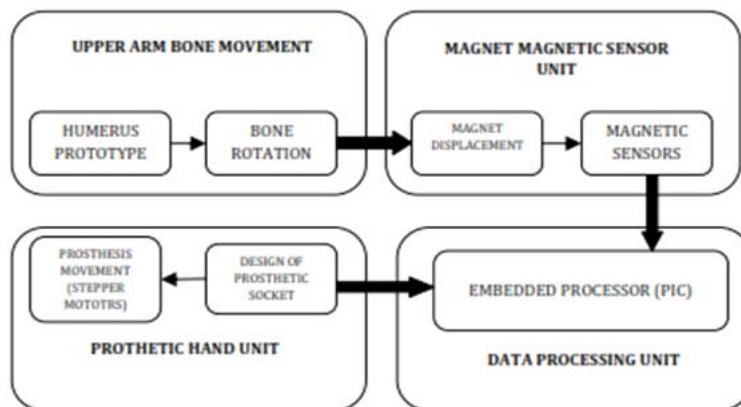 UPPER ARM BONE MOVEMENT
HUMERUS
PROTOTYPE
BONE
ROTATION
MAGNET MAGNETIC SENSOR
UNIT
MAGNET
DISPLACEMENT
MAGNETIC
SENSORS
PROSTHESIS
MOVEMENT
(STEPPER
MOTOTRS)
DESIGN OF
PROSTHETIC
SOCKET
PROTHETIC HAND UNIT
EMBEDDED PROCESSOR (PIC)
DATA PROCESSING UNIT